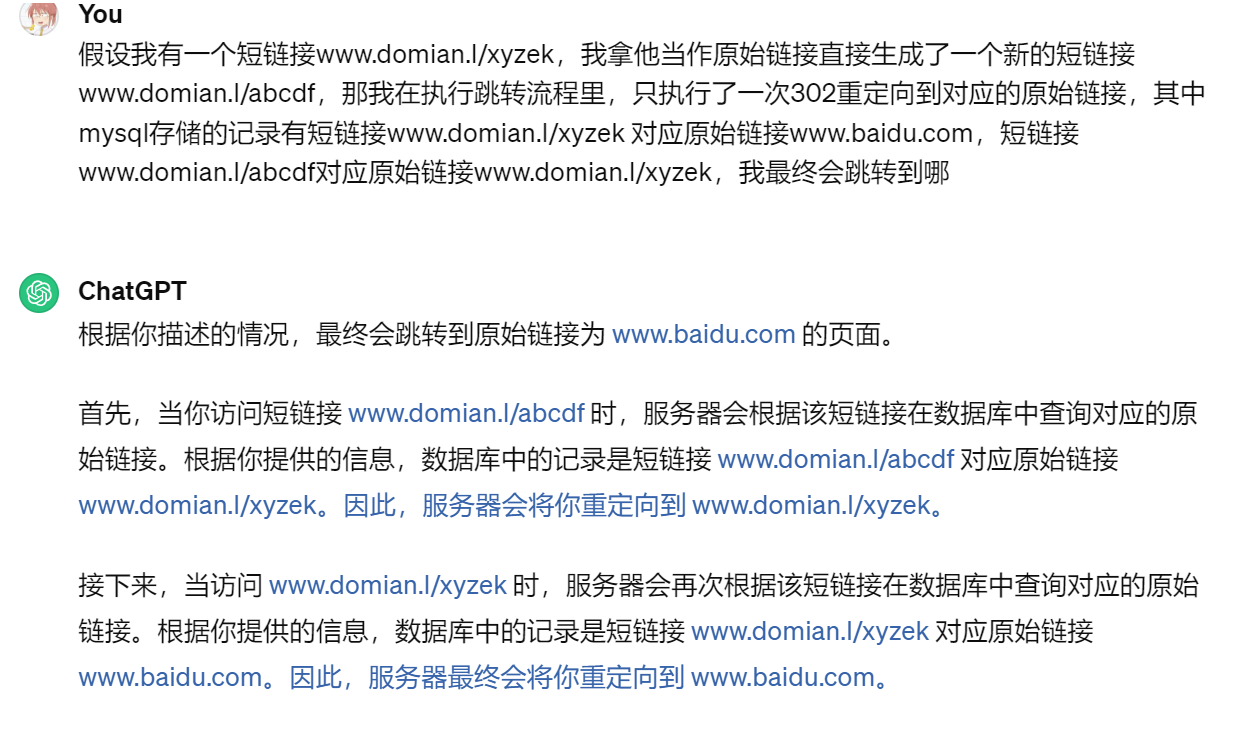 You
假设我有一个短链接www.domian.l/xyzek，我拿他当作原始链接直接生成了一个新的短链接
www.domian.l/abcdf，那我在执行跳转流程里，只执行了一次302重定向到对应的原始链接，其中
mysql存储的记录有短链接www.domian.l/xyzek 对应原始链接www.baidu.com，短链接
www.domian.l/abcdf对应原始链接www.domian.l/xyzek，我最终会跳转到哪
ChatGPT
根据你描述的情况，最终会跳转到原始链接为 www.baidu.com 的页面。
首先，当你访问短链接 www.domian.l/abcdf 时，服务器会根据该短链接在数据库中查询对应的原
始链接。根据你提供的信息，数据库中的记录是短链接 www.domian.l/abcdf 对应原始链接
www.domian.l/xyzek。因此，服务器会将你重定向到 www.domian.l/xyzek。
接下来，当访问 www.domian.l/xyzek 时，服务器会再次根据该短链接在数据库中查询对应的原始
链接。根据你提供的信息，数据库中的记录是短链接 www.domian.l/xyzek 对应原始链接
www.baidu.com。因此，服务器最终会将你重定向到 www.baidu.com。